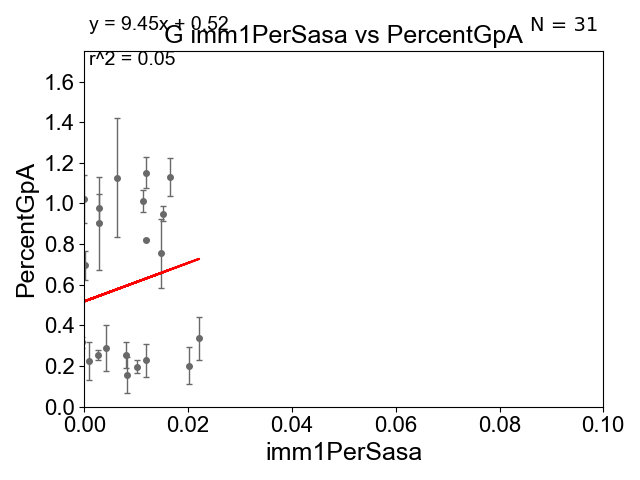 y = 9.45x + 0.52
N = 31
G imm1PerSasa vs PercentGpA
r^2 = 0.05
PercentGpA
1.6
1.4
1.2
1.0
0.8
0.6
0.4
0.2
0.0
0.00 0.02 0.04 0.06 0.08 0.10
imm1PerSasa